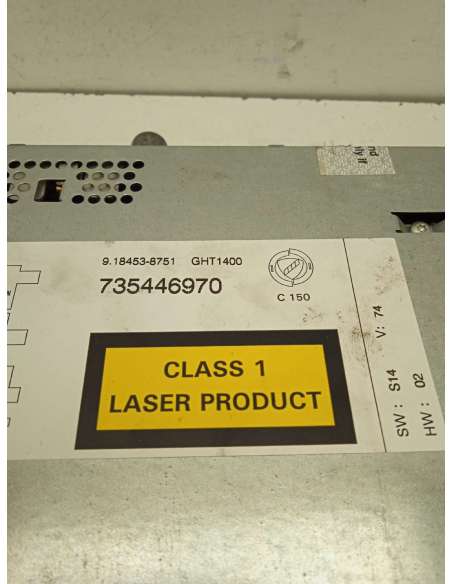 9.18453-8751 GHT1400
735446970
C 150
CLASS 1
LASER PRODUCT
SW : S14 V: 74
HW : 02